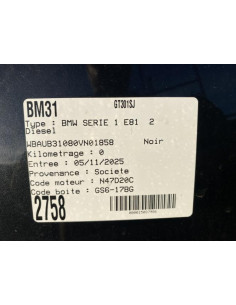 BM31 GT301SJ
Type : BMW SERIE 1 E81 2
Diesel
WBAUB31080VN01858 Noir
Kilometrage : 0
Entree : 05/11/2025
Provenance : Societe
Code moteur : N47D20C
Code boite : GS6-17BG
2758